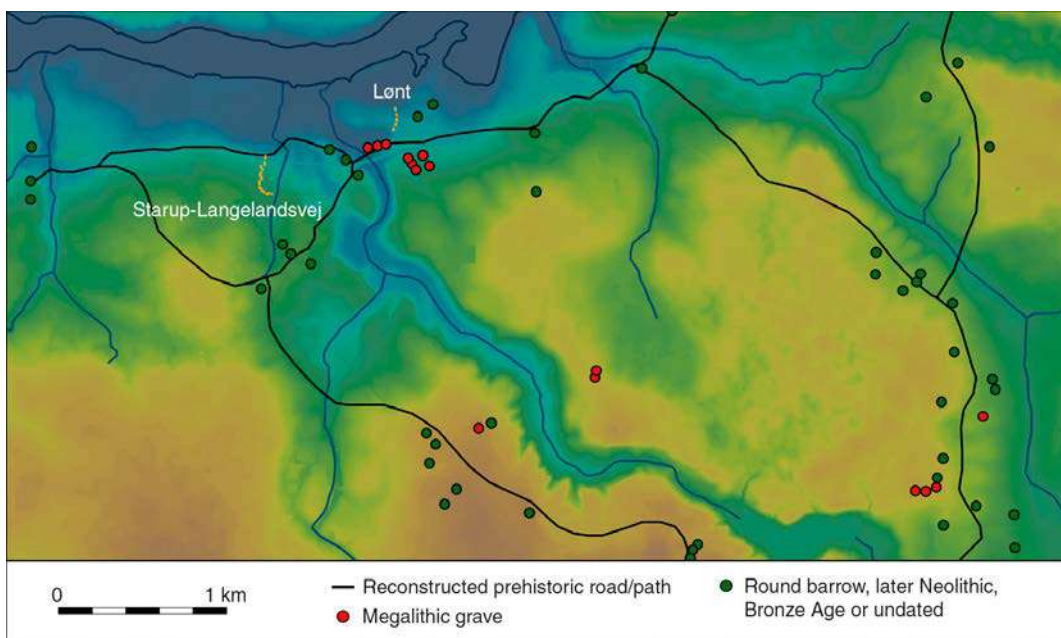 Lønt
Starup-Langelandsvej
0 1 km
Reconstructed prehistoric road/path
Megalithic grave
Round barrow, later Neolithic,
Bronze Age or undated